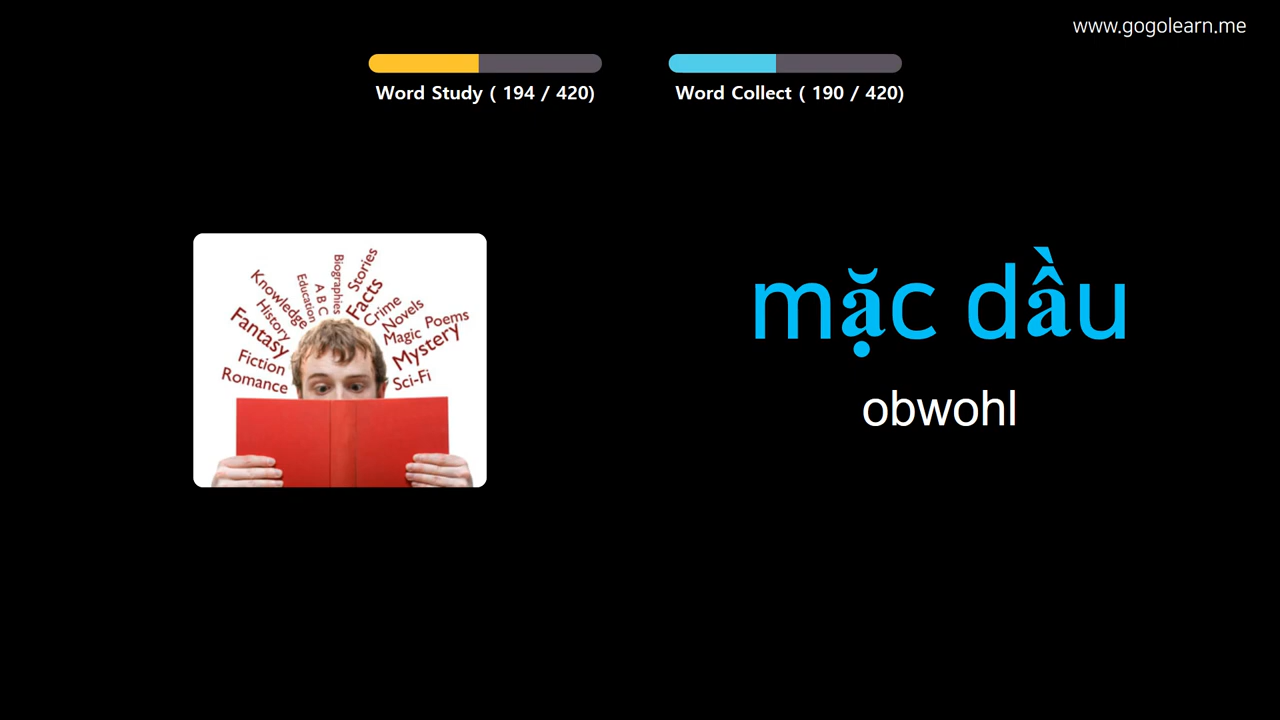 www.gogolearn.me
Word Study ( 194 / 420)
Word Collect ( 190 / 420)
Stories
Biographies
Facts
A B C
Education
Knowledge
Crime
History
Novels
Fantasy
Poems
Magic
Mystery
Fiction
Romance
Sci-Fi
mặc dầu
obwohl